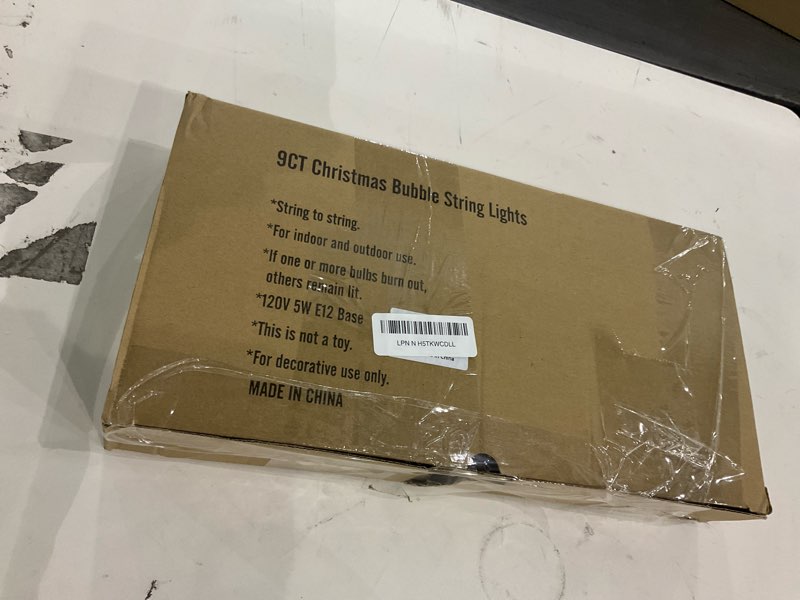 9CT Christmas Bubble String Lights
*String to string.
*For indoor and outdoor use.
*If one or more bulbs burn out,
others remain lit.
*120V 5W E12 Base
*This is not a toy.
*For decorative use only.
MADE IN CHINA
LPN N HSTKWCDLL